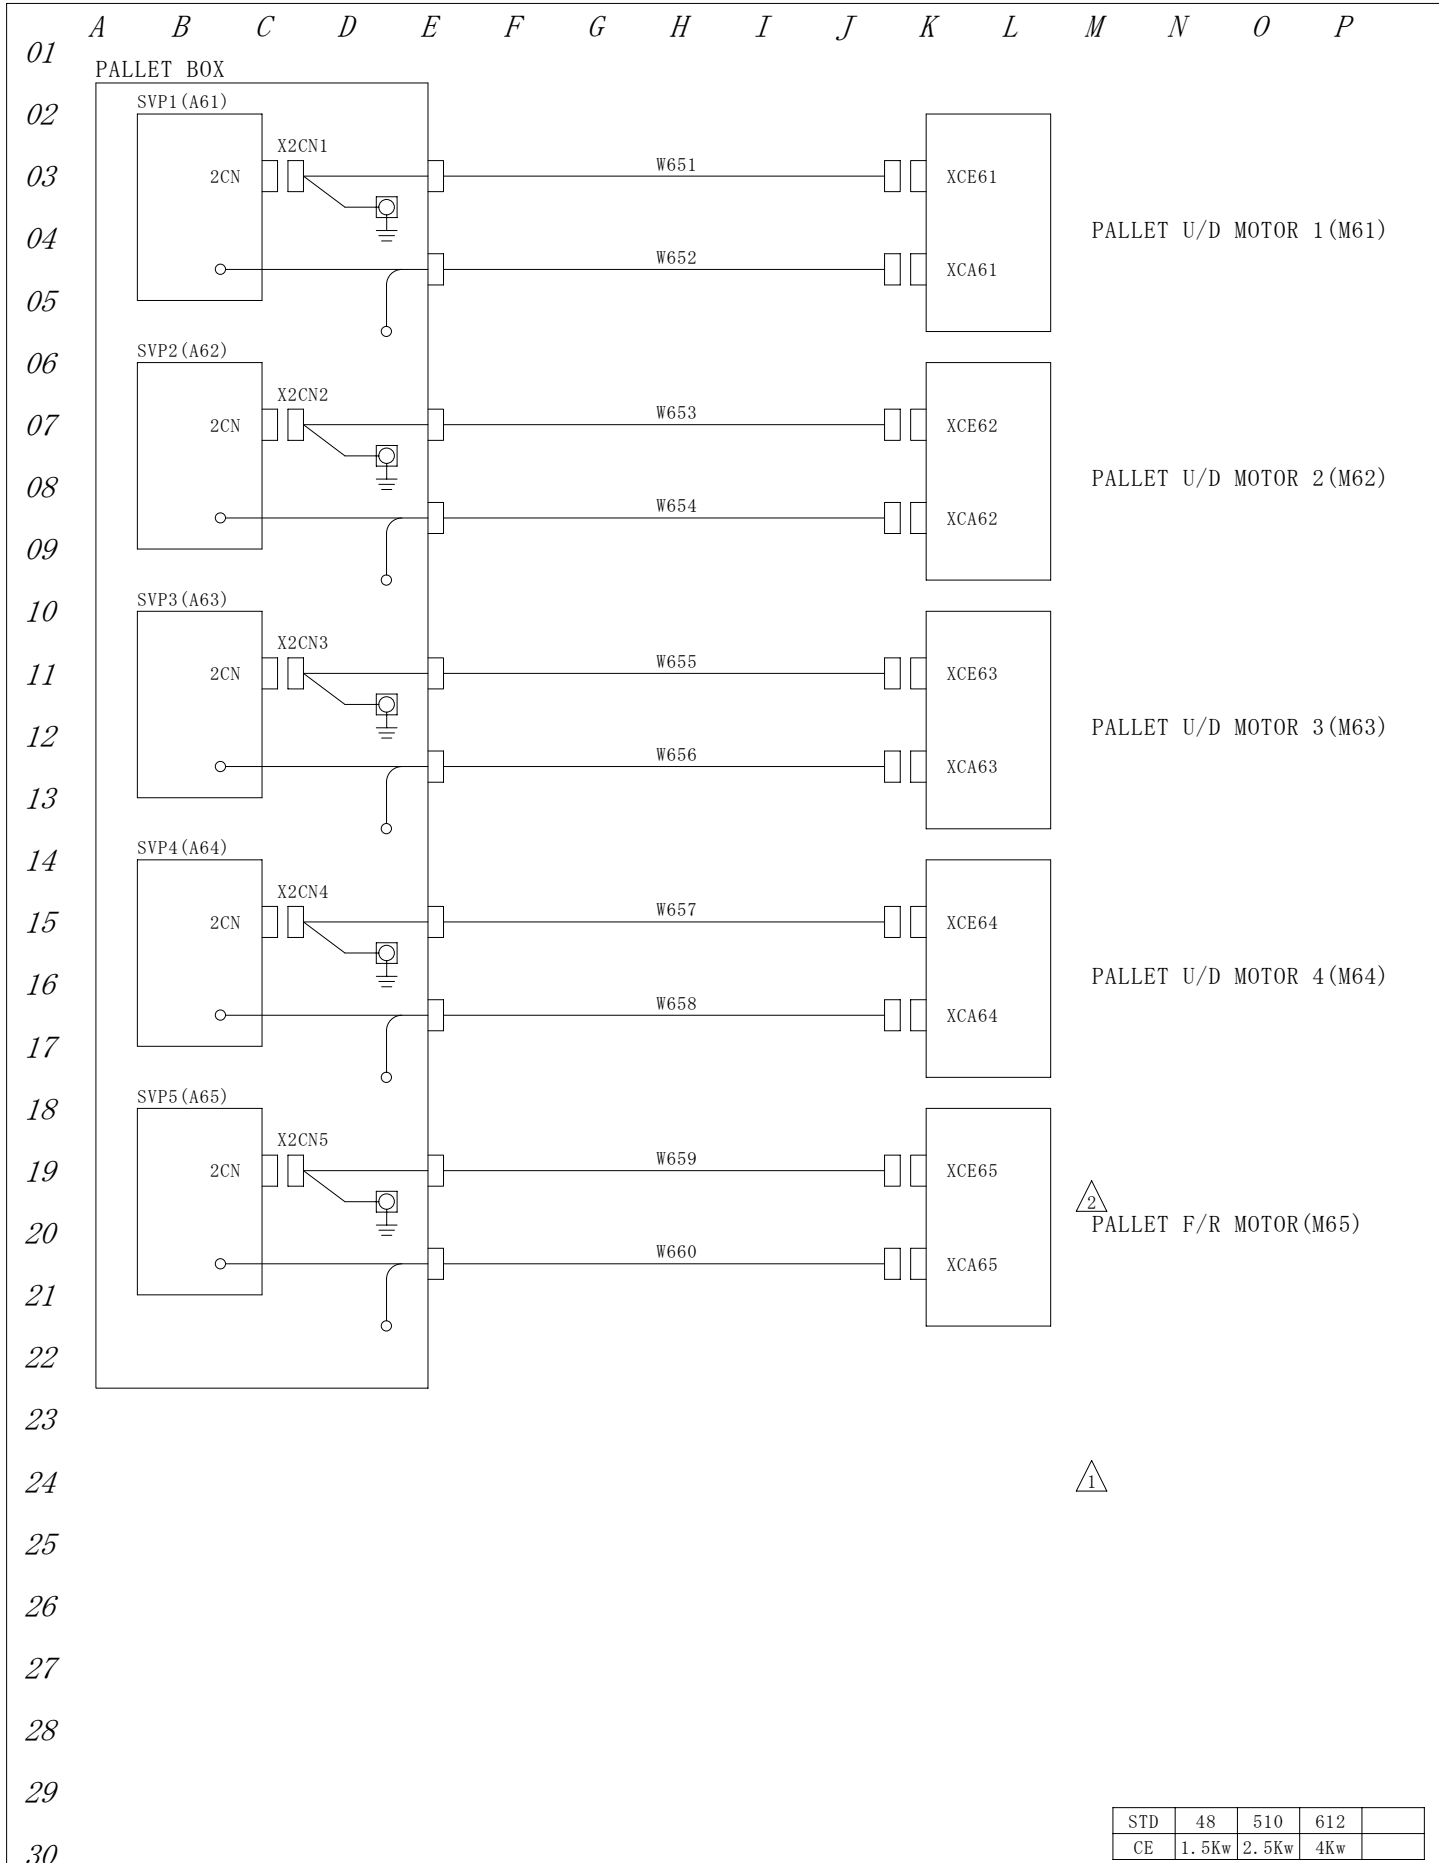 A B C D E F G H I J K L M N O P
01
PALLET BOX
02
SVP1(A61)
X2CN1
03
2CN
W651
XCE61
04
PALLET U/D MOTOR 1(M61)
W652
XCA61
05
06
SVP2(A62)
X2CN2
07
2CN
W653
XCE62
08
PALLET U/D MOTOR 2(M62)
W654
XCA62
09
10
SVP3(A63)
X2CN3
11
2CN
W655
XCE63
12
PALLET U/D MOTOR 3(M63)
W656
XCA63
13
14
SVP4(A64)
X2CN4
15
2CN
W657
XCE64
16
PALLET U/D MOTOR 4(M64)
W658
XCA64
17
18
SVP5(A65)
X2CN5
19
2CN
W659
XCE65
2
20
PALLET F/R MOTOR(M65)
W660
XCA65
21
22
23
24
1
25
26
27
28
29
30
STD 48 510 612
CE 1.5Kw 2.5Kw 4Kw